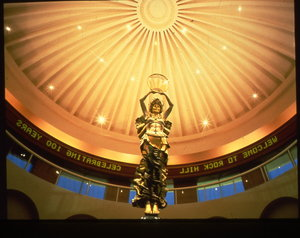 CELEBRATING 100 YEARS
WELCOME TO ROCK HILL